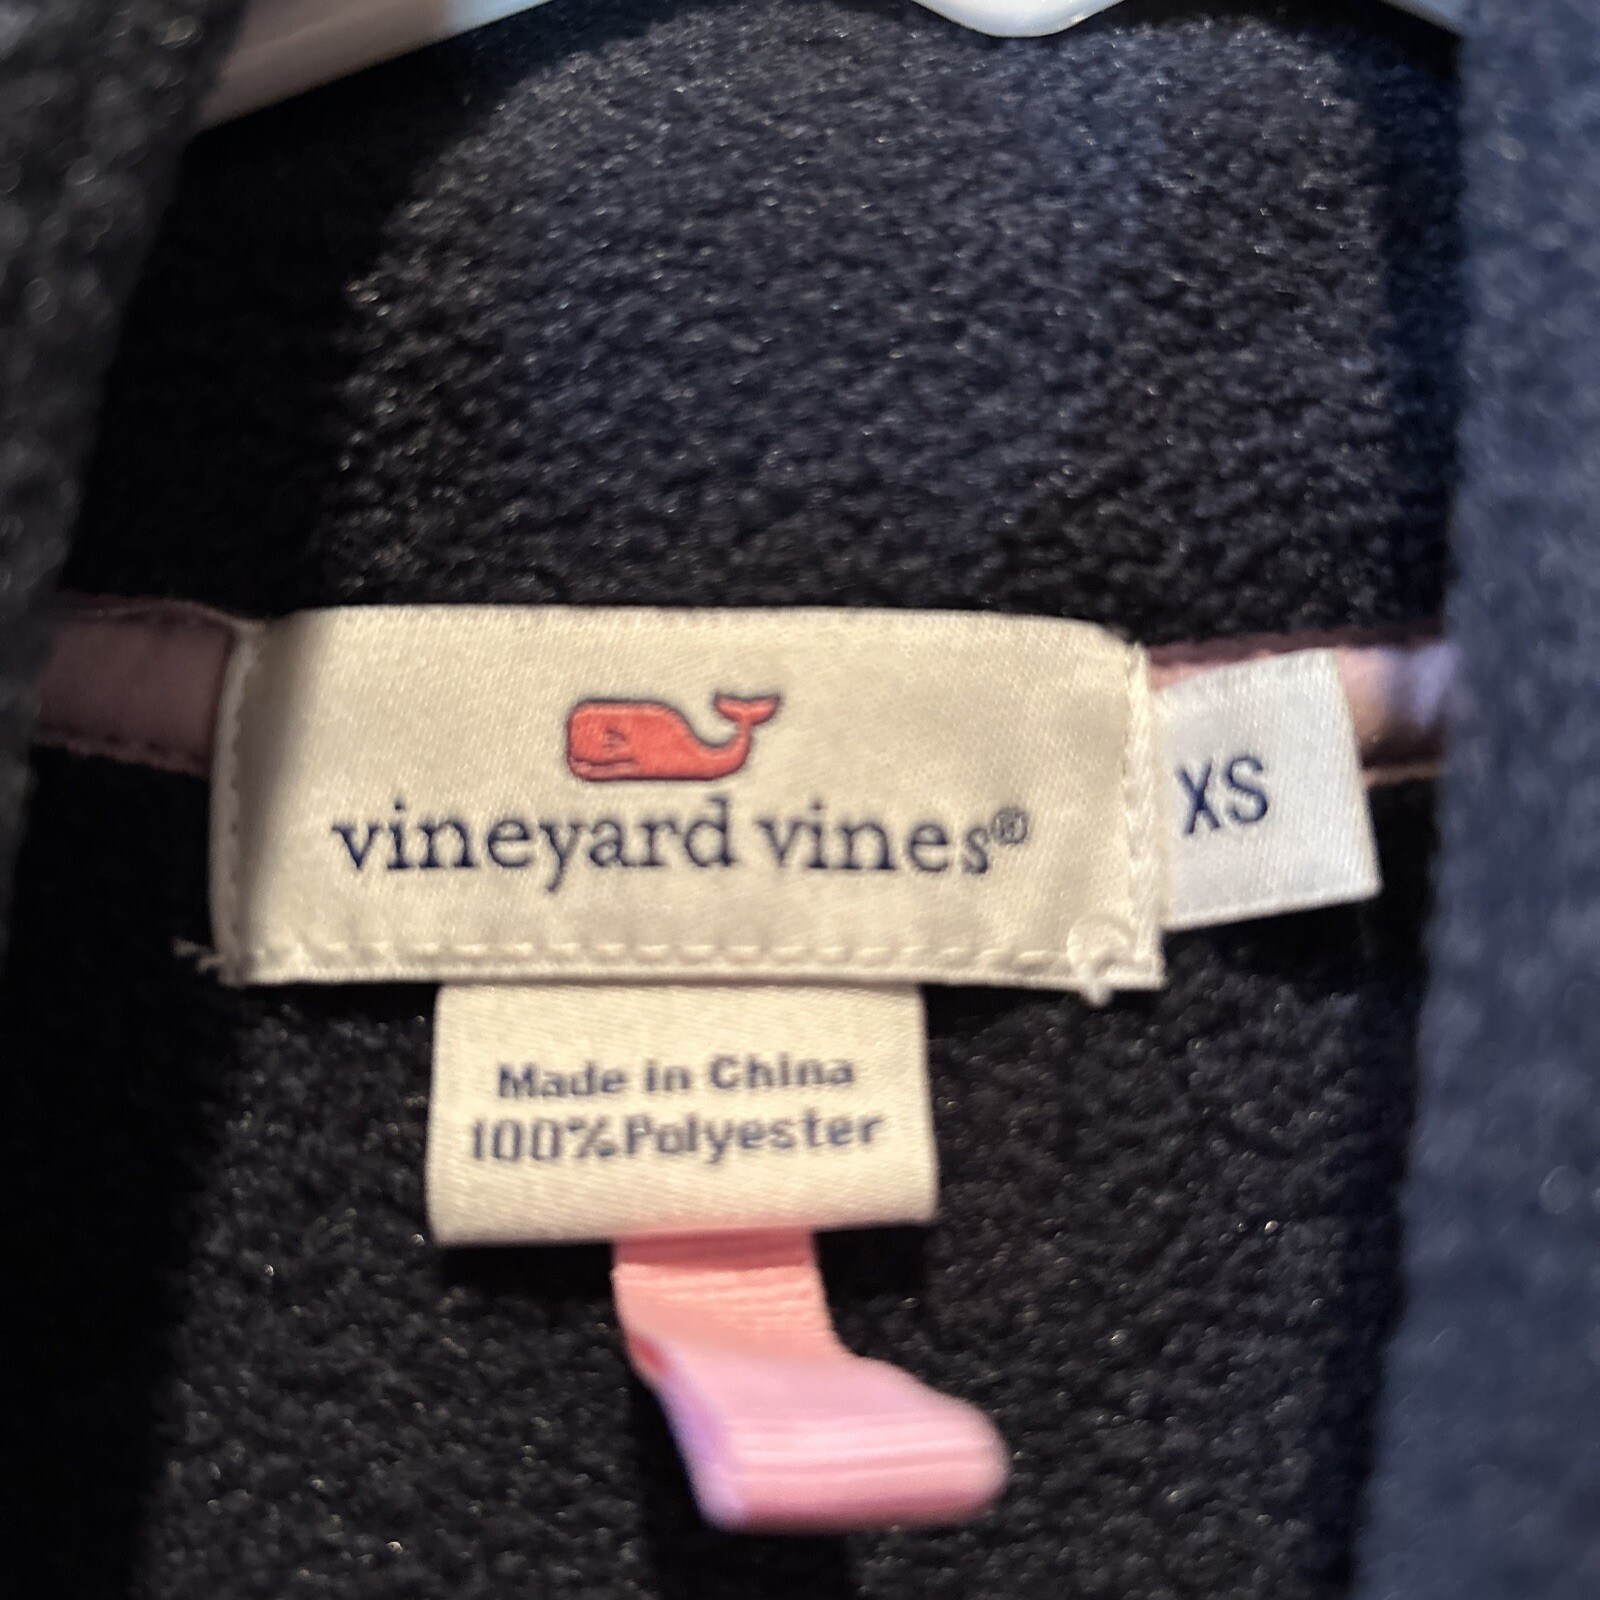 vineyard vines®
XS
Made in China
100%Polyester